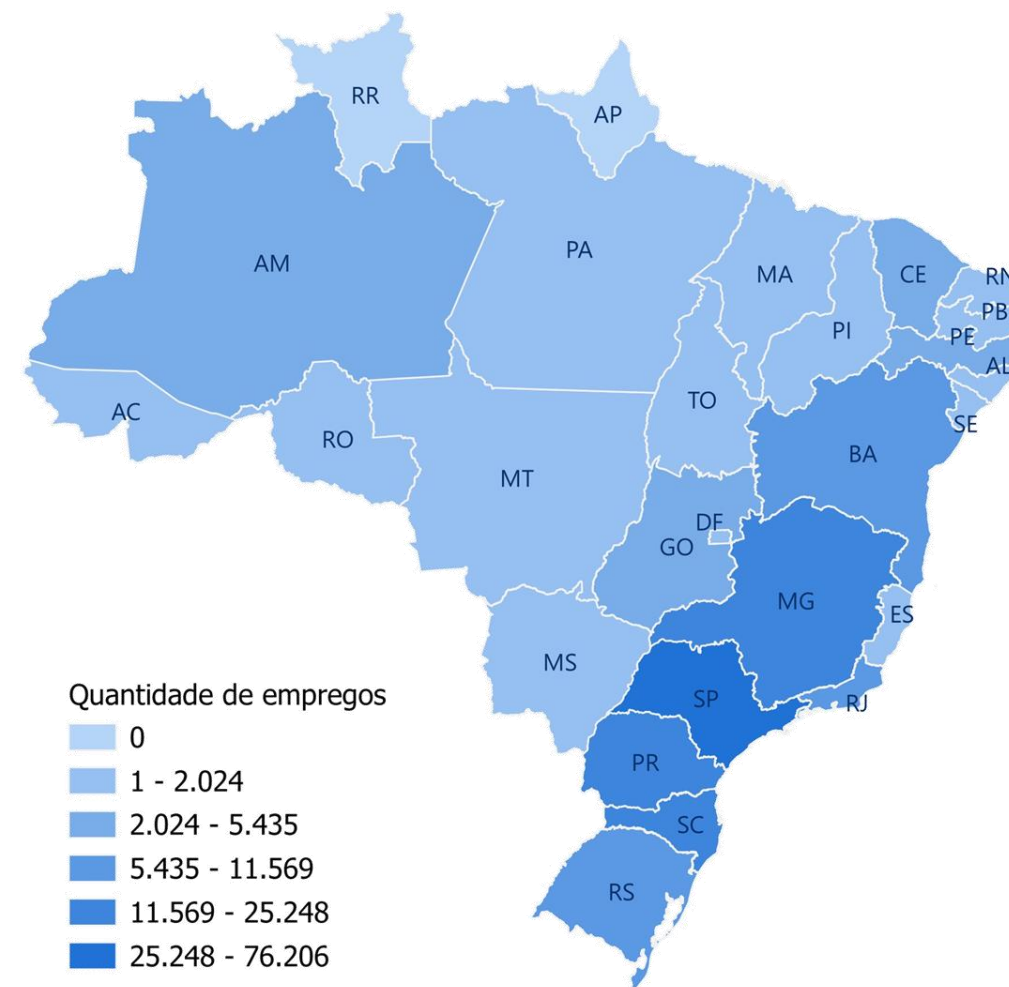 RR
AP
AM
PA
MA
CE
RN
PB
PI
PE
AL
AC
TO
SE
RO
BA
MT
DF
GO
MG
ES
MS
SP
RJ
PR
SC
RS
Quantidade de empregos
0
1 - 2.024
2.024 - 5.435
5.435 - 11.569
11.569 - 25.248
25.248 - 76.206